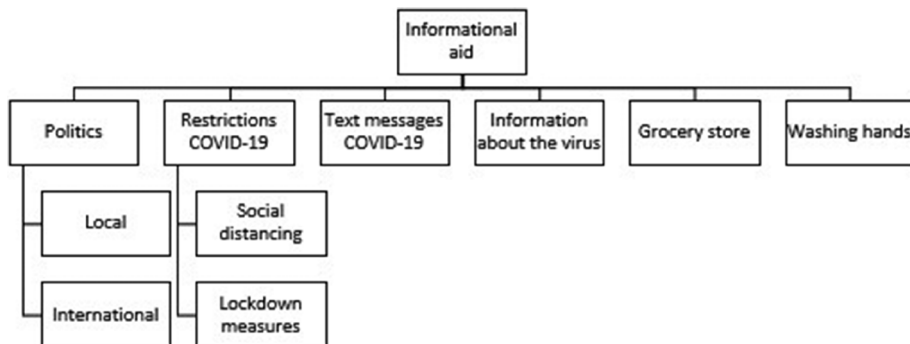 Informational
aid
Politics
Restrictions
COVID-19
Text messages
COVID-19
Information
about the virus
Grocery store
Washing hands
Local
Social
distancing
International
Lockdown
measures